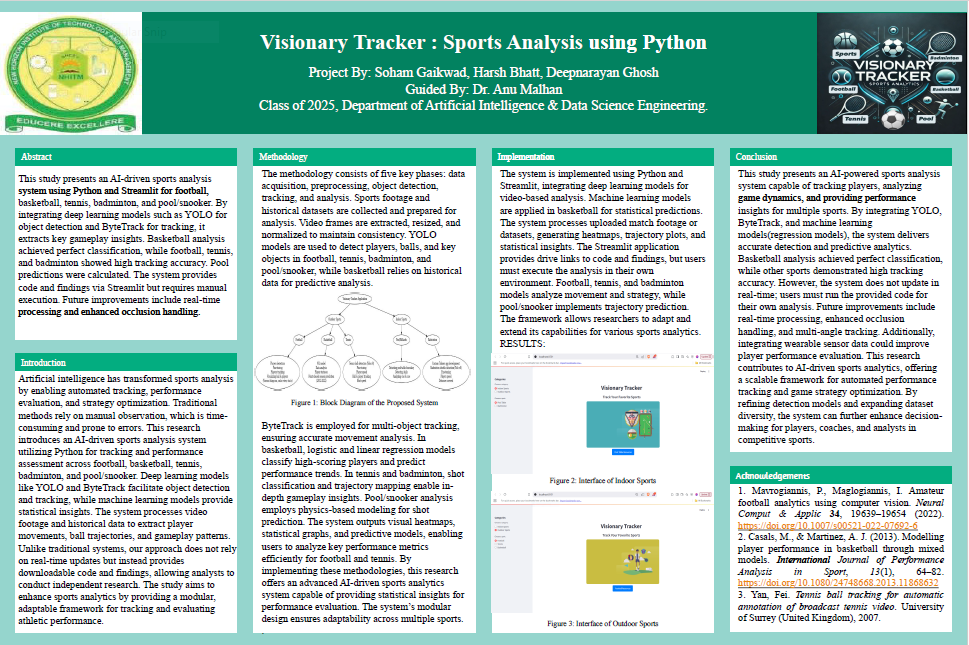 Visionary Tracker : Sports Analysis using Python
Project By: Soham Gaikwad, Harsh Bhatt, Deepnarayan Ghosh
Guided By: Dr. Anu Malhan
Class of 2025, Department of Artificial Intelligence & Data Science Engineering.
NEW HORIZON INSTITUTE OF TECHNOLOGY AND MANAGEMENT
NHITM
EDUCERE EXCELLERE
Sports
Badminton
VISIONARY
TRACKER
SPORTS ANALYTICS
Football
Basketball
Tennis
Pool
Abstract
This study presents an AI-driven sports analysis
system using Python and Streamlit for football,
basketball, tennis, badminton, and pool/snooker. By
integrating deep learning models such as YOLO for
object detection and ByteTrack for tracking, it
extracts key gameplay insights. Basketball analysis
achieved perfect classification, while football, tennis,
and badminton showed high tracking accuracy. Pool
predictions were calculated. The system provides
code and findings via Streamlit but requires manual
execution. Future improvements include real-time
processing and enhanced occlusion handling.
Introduction
Artificial intelligence has transformed sports analysis
by enabling automated tracking, performance
evaluation, and strategy optimization. Traditional
methods rely on manual observation, which is time-
consuming and prone to errors. This research
introduces an AI-driven sports analysis system
utilizing Python for tracking and performance
assessment across football, basketball, tennis,
badminton, and pool/snooker. Deep learning models
like YOLO and ByteTrack facilitate object detection
and tracking, while machine learning models provide
statistical insights. The system processes video
footage and historical data to extract player
movements, ball trajectories, and gameplay patterns.
Unlike traditional systems, our approach does not rely
on real-time updates but instead provides
downloadable code and findings, allowing analysts to
conduct independent research. The study aims to
enhance sports analytics by providing a modular,
adaptable framework for tracking and evaluating
athletic performance.
Methodology
The methodology consists of five key phases: data
acquisition, preprocessing, object detection,
tracking, and analysis. Sports footage and
historical datasets are collected and prepared for
analysis. Video frames are extracted, resized, and
normalized to maintain consistency. YOLO
models are used to detect players, balls, and key
objects in football, tennis, badminton, and
pool/snooker, while basketball relies on historical
data for predictive analysis.
Figure 1: Block Diagram of the Proposed System
ByteTrack is employed for multi-object tracking,
ensuring accurate movement analysis. In
basketball, logistic and linear regression models
classify high-scoring players and predict
performance trends. In tennis and badminton, shot
classification and trajectory mapping enable in-
depth gameplay insights. Pool/snooker analysis
employs physics-based modeling for shot
prediction. The system outputs visual heatmaps,
statistical graphs, and predictive models, enabling
users to analyze key performance metrics
efficiently for football and tennis. By
implementing these methodologies, this research
offers an advanced AI-driven sports analytics
system capable of providing statistical insights for
performance evaluation. The system's modular
design ensures adaptability across multiple sports.
.
Implementation
The system is implemented using Python and
Streamlit, integrating deep learning models for
video-based analysis. Machine learning models
are applied in basketball for statistical predictions.
The system processes uploaded match footage or
datasets, generating heatmaps, trajectory plots, and
statistical insights. The Streamlit application
provides drive links to code and findings, but users
must execute the analysis in their own
environment. Football, tennis, and badminton
models analyze movement and strategy, while
pool/snooker implements trajectory prediction.
The framework allows researchers to adapt and
extend its capabilities for various sports analytics.
RESULTS:
Visionary Tracker
Track Your Favorite Sports
Figure 2: Interface of Indoor Sports
Visionary Tracker
Track Your Favorite Sports
Figure 3: Interface of Outdoor Sports
Conclusion
This study presents an AI-powered sports analysis
system capable of tracking players, analyzing
game dynamics, and providing performance
insights for multiple sports. By integrating YOLO,
ByteTrack, and machine learning
models(regression models), the system delivers
accurate detection and predictive analytics.
Basketball analysis achieved perfect classification,
while other sports demonstrated high tracking
accuracy. However, the system does not update in
real-time; users must run the provided code for
their own analysis. Future improvements include
real-time processing, enhanced occlusion
handling, and multi-angle tracking. Additionally,
integrating wearable sensor data could improve
player performance evaluation. This research
contributes to AI-driven sports analytics, offering
a scalable framework for automated performance
tracking and game strategy optimization. By
refining detection models and expanding dataset
diversity, the system can further enhance decision-
making for players, coaches, and analysts in
competitive sports.
Acknowledgements
1. Mavrogiannis, P., Maglogiannis, I. Amateur
football analytics using computer vision. Neural
Comput & Applic 34, 19639–19654 (2022).
https://doi.org/10.1007/s00521-022-07692-6
2. Casals, M., & Martinez, A. J. (2013). Modelling
player performance in basketball through mixed
models. International Journal of Performance
Analysis in Sport, 13(1), 64–82.
https://doi.org/10.1080/24748668.2013.11868632
3. Yan, Fei. Tennis ball tracking for automatic
annotation of broadcast tennis video. University
of Surrey (United Kingdom), 2007.